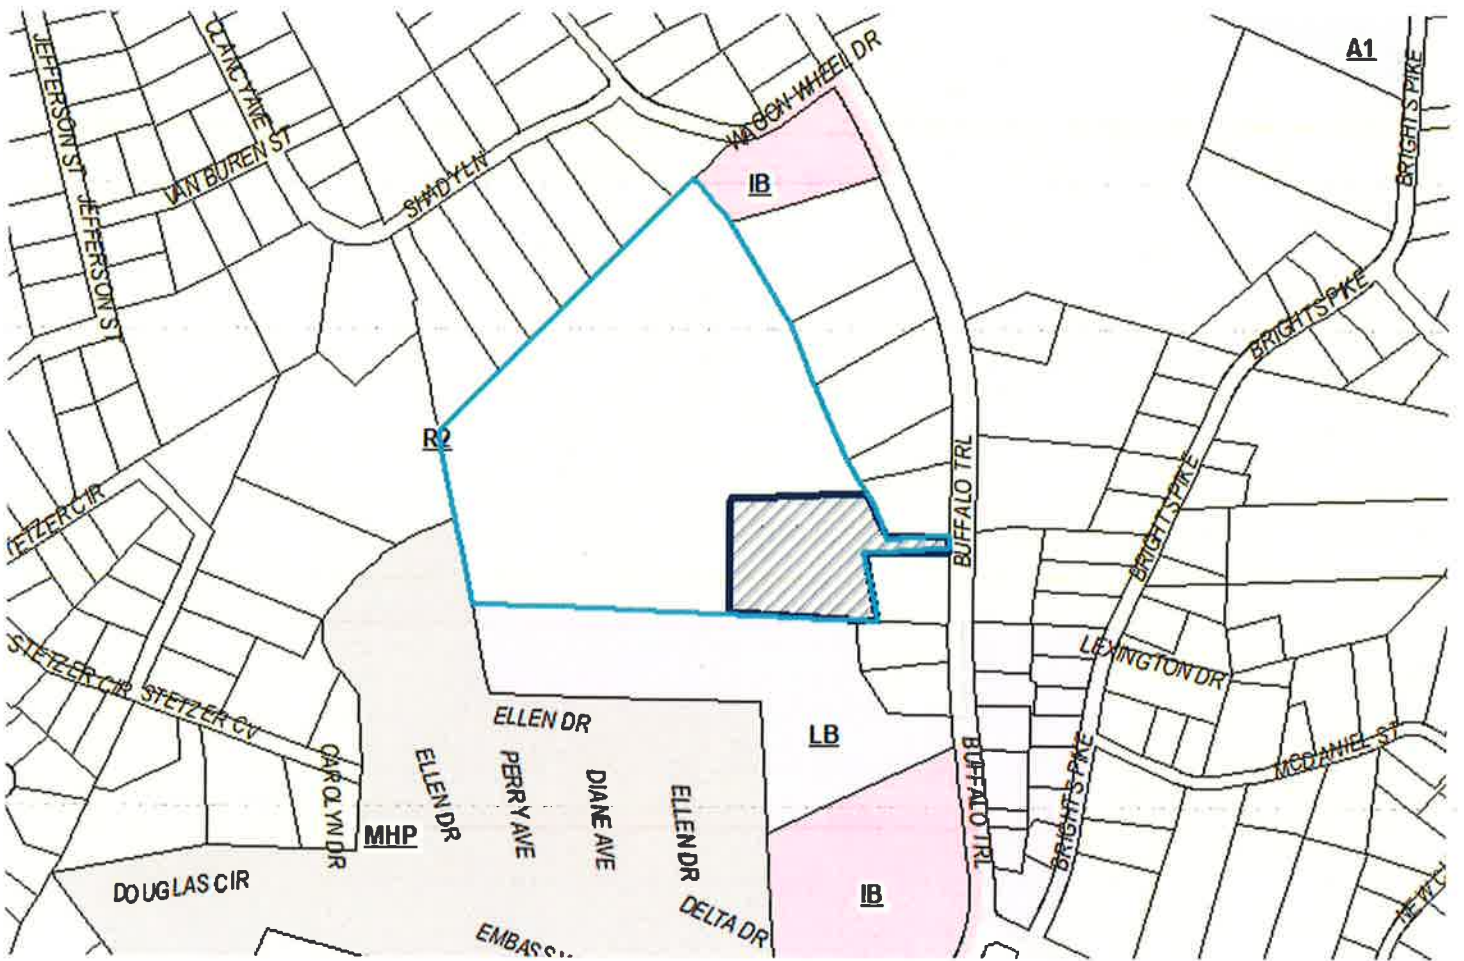 JEFFERSON ST
CLANCY AVE
WAGON WHEEL DR
A1
BRIGHTS PIKE
VAN BUREN ST
SHADY LN
IB
JEFFERSON ST
BRIGHTS PIKE
R2
BUFFALO TRL
BRIGHTS PIKE
STETZER CIR
STETZER CIR
STETZER CV
LEXINGTON DR
ELLEN DR
LB
MCDANIEL ST
CAROLYN DR
ELLEN DR
PERRY AVE
DIANE AVE
ELLEN DR
BUFFALO TRL
BRIGHTS PIKE
MHP
DOUGLAS CIR
IB
DELTA DR